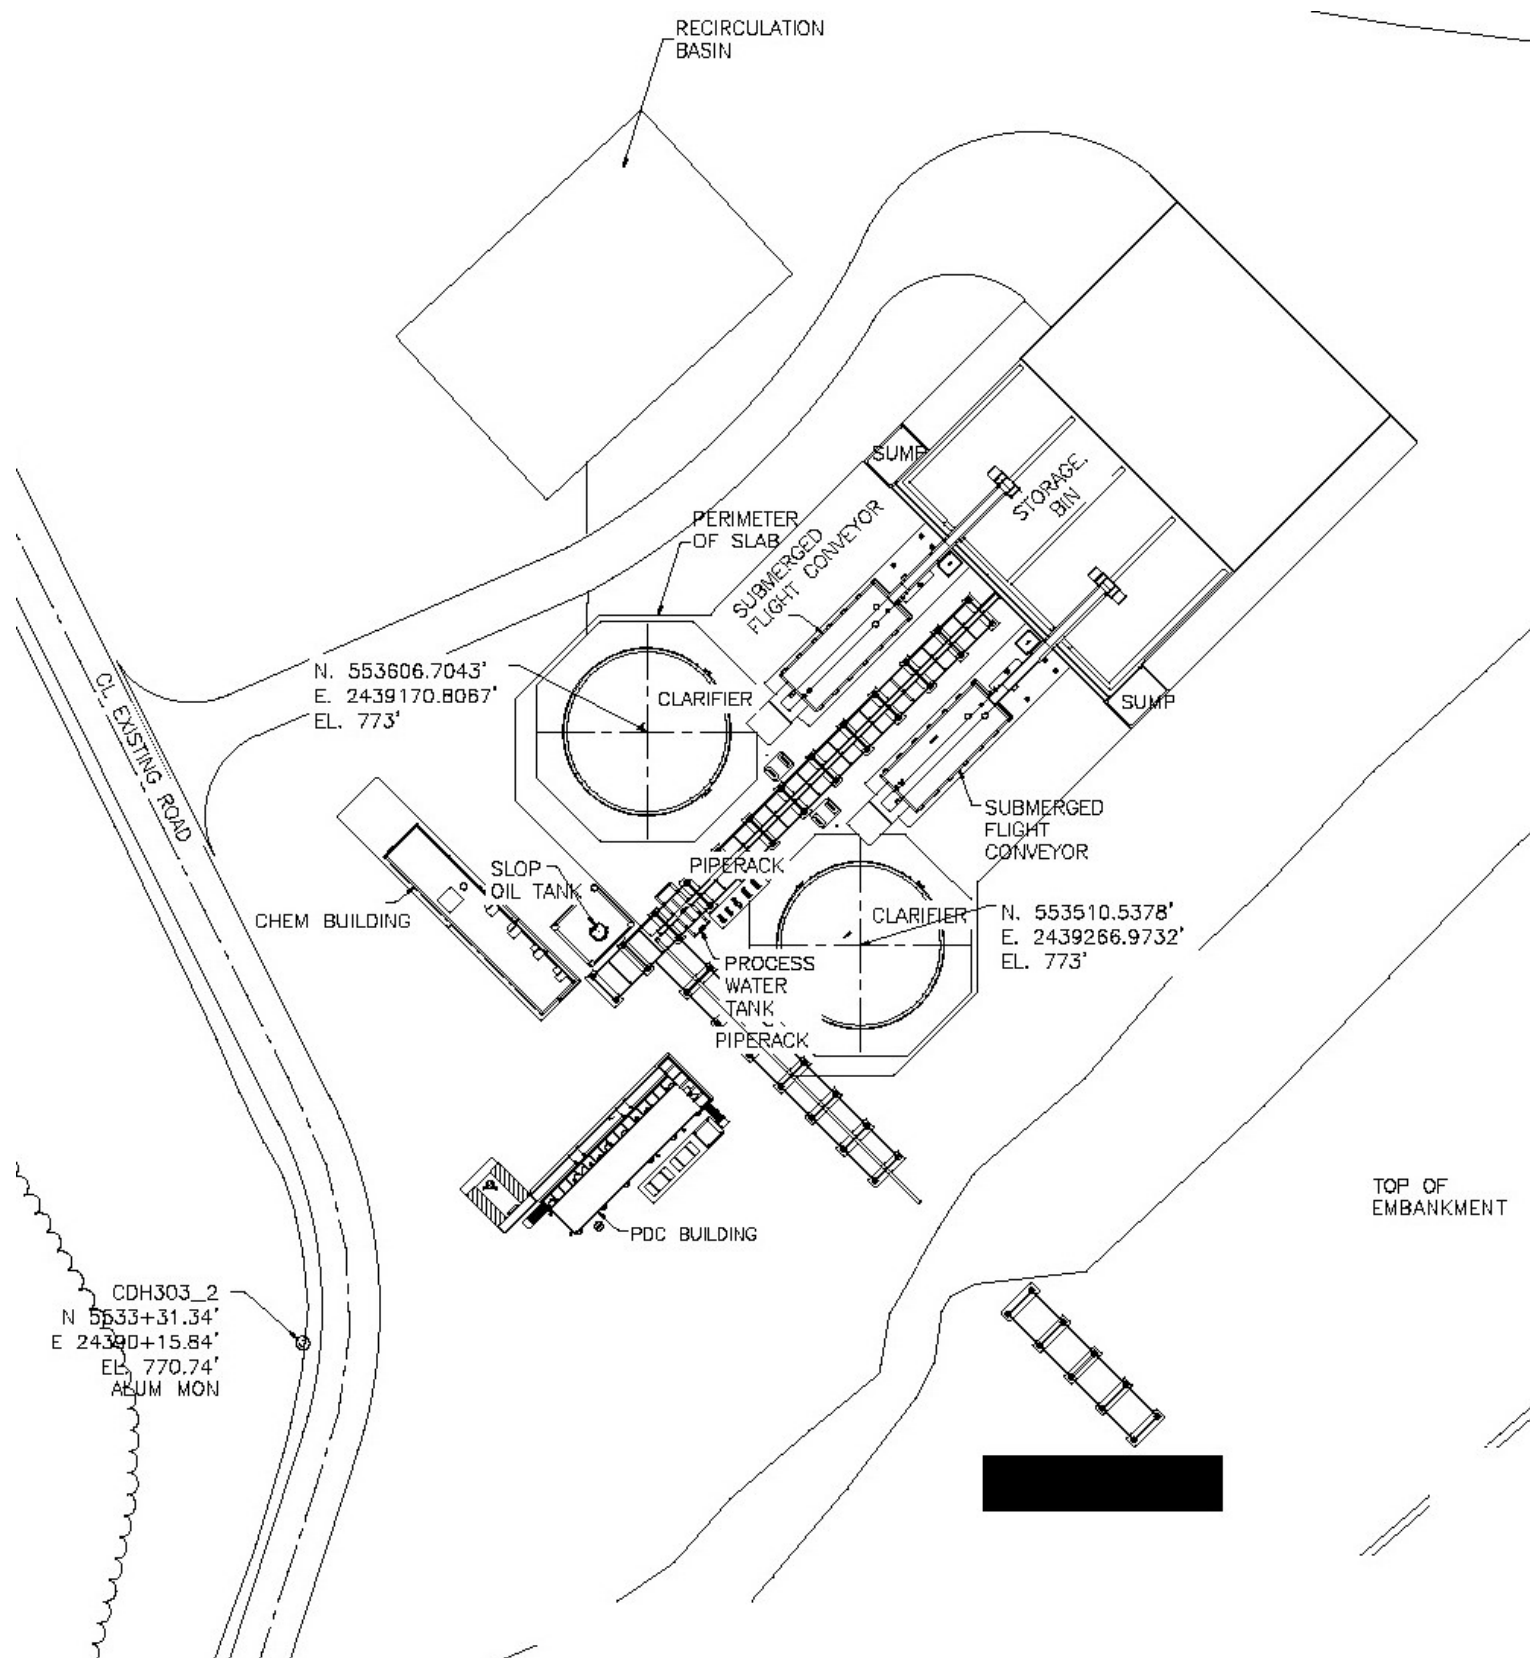 RECIRCULATION
BASIN
SUMP
STORAGE
BIN
PERIMETER
OF SLAB
SUBMERGED
FLIGHT CONVEYOR
N. 553606.7043'
E. 2439170.8067'
EL. 773'
CLARIFIER
SUMP
CL EXISTING ROAD
SUBMERGED
FLIGHT
CONVEYOR
PIPERACK
SLOP
OIL TANK
CHEM BUILDING
CLARIFIER
N. 553510.5378'
E. 2439266.9732'
EL. 773'
PROCESS
WATER
TANK
PIPERACK
TOP OF
EMBANKMENT
PDC BUILDING
CDH303_2
N 5533+31.34'
E 24390+15.84'
EL. 770.74'
ALUM MON